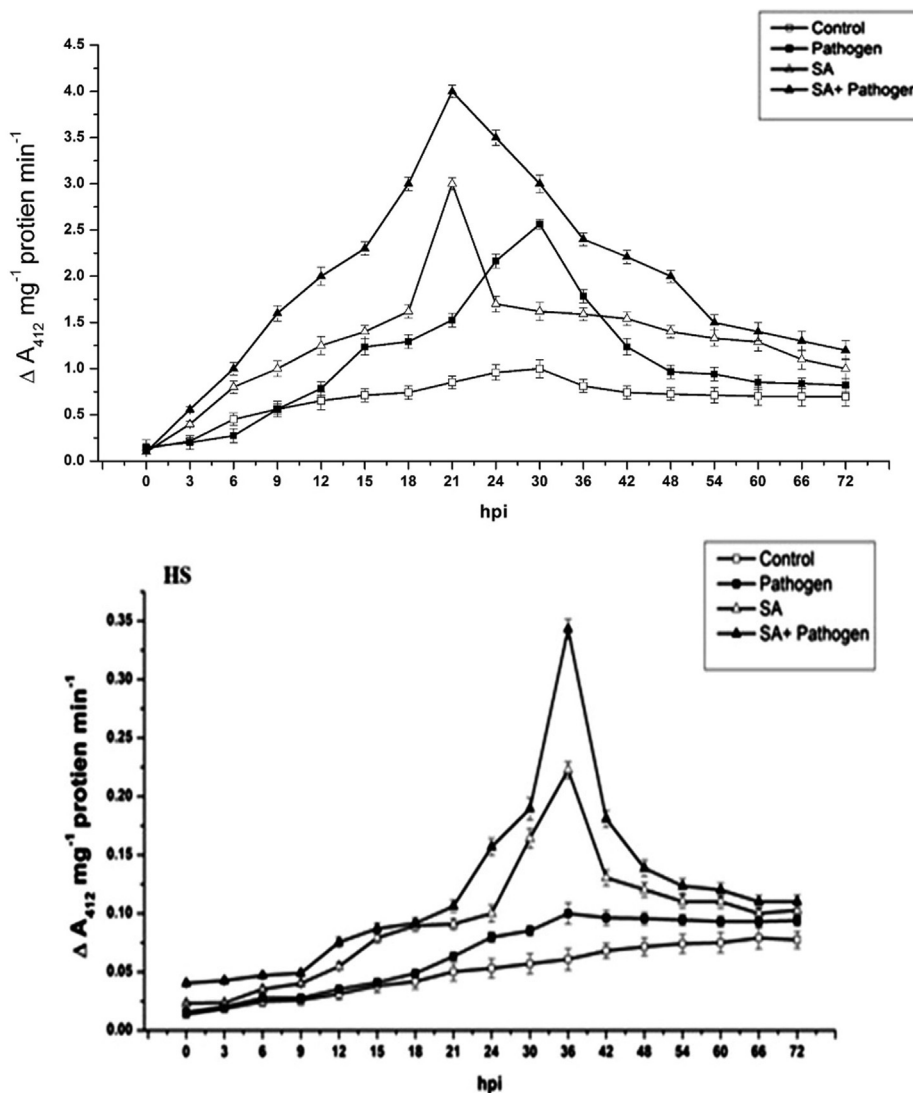 Control
Pathogen
SA
SA+ Pathogen
4.5
4.0
3.5
3.0
2.5
2.0
1.5
1.0
0.5
0.0
Δ A₄₁₂ mg⁻¹ protien min⁻¹
0 3 6 9 12 15 18 21 24 30 36 42 48 54 60 66 72
hpi
HS
Control
Pathogen
SA
SA+ Pathogen
0.35
0.30
0.25
0.20
0.15
0.10
0.05
0.00
Δ A₄₁₂ mg⁻¹ protien min⁻¹
0 3 6 9 12 15 18 21 24 30 36 42 48 54 60 66 72
hpi